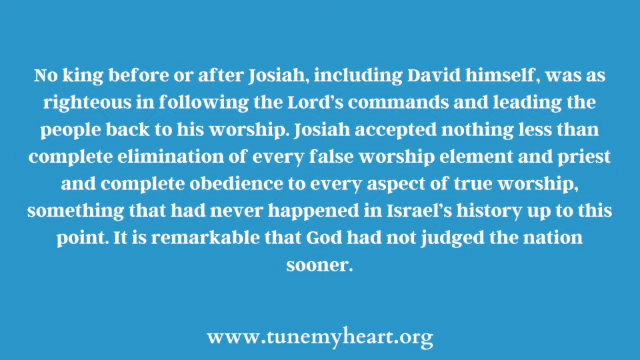 No king before or after Josiah, including David himself, was as
righteous in following the Lord's commands and leading the
people back to his worship. Josiah accepted nothing less than
complete elimination of every false worship element and priest
and complete obedience to every aspect of true worship,
something that had never happened in Israel's history up to this
point. It is remarkable that God had not judged the nation
sooner.
www.tunemyheart.org